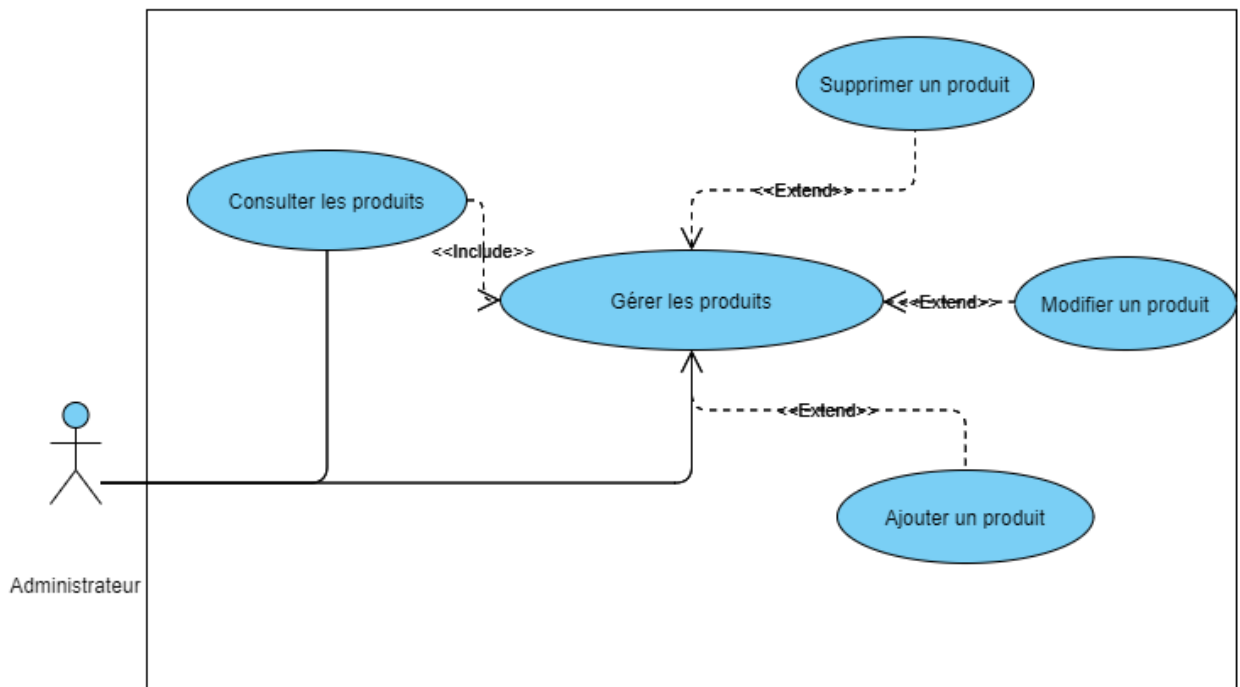 Supprimer un produit
<<Extend>>
Consulter les produits
<<Include>>
Gérer les produits
<<Extend>>
Modifier un produit
<<Extend>>
Ajouter un produit
Administrateur